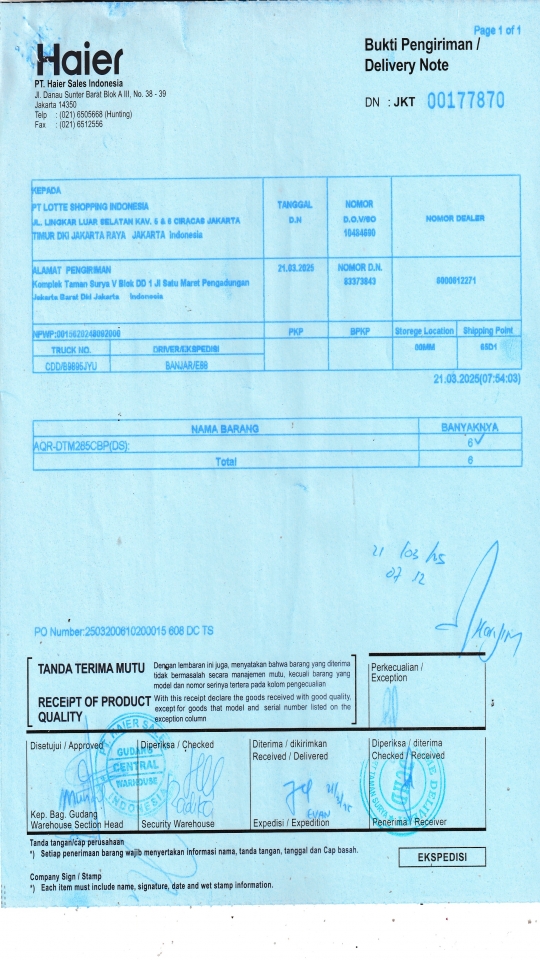 Page 1 of 1
Haier
Bukti Pengiriman /
Delivery Note
PT. Haier Sales Indonesia
Jl. Danau Sunter Barat Blok A III, No. 38 - 39
Jakarta 14350
Telp : (021) 6505668 (Hunting)
Fax : (021) 6512556
DN : JKT 00177870
KEPADA
PT LOTTE SHOPPING INDONESIA
JL. LINGKAR LUAR SELATAN KAV. 5 & 6 CIRACAS JAKARTA
TIMUR DKI JAKARTA RAYA JAKARTA Indonesia
TANGGAL
D.N
NOMOR
D.O.V/SO
10484690
NOMOR DEALER
ALAMAT PENGIRIMAN
Komplek Taman Surya V Blok DD 1 Jl Satu Maret Pengadungan
Jakarta Barat Dki Jakarta Indonesia
21.03.2025
NOMOR D.N.
83373843
8000012271
PKP
BPKP
Storege Location
Shipping Point
00MM
65D1
TRUCK NO.
DRIVER/EKSPEDISI
21.03.2025(07:54:03)
NAMA BARANG
BANYAKNYA
AQR-DTM265CBP(DS):
6
Total
6
21/03/25
07 12
PO Number:2503200610200015 608 DC TS
TANDA TERIMA MUTU
Dengan lembaran ini juga, menyatakan bahwa barang yang diterima
tidak bermasalah secara manajemen mutu, kecuali barang yang
model dan nomor serinya tertera pada kolom pengecualian
RECEIPT OF PRODUCT
QUALITY
With this receipt declare the goods received with good quality,
except for goods that model and serial number listed on the
exception column
Perkecualian /
Exception
Disetujui / Approved
Diperiksa / Checked
Diterima / dikirimkan
Received / Delivered
Diperiksa / diterima
Checked / Received
PT. HAIER SALES
GUDANG
CENTRAL
WAREHOUSE
INDONESIA
EVAN
Kep. Bag. Gudang
Warehouse Section Head
Security Warehouse
Expedisi / Expedition
Penerima / Receiver
Tanda tangan/cap perusahaan
*) Setiap penerimaan barang wajib menyertakan informasi nama, tanda tangan, tanggal dan Cap basah.
EKSPEDISI
Company Sign / Stamp
*) Each item must include name, signature, date and wet stamp information.